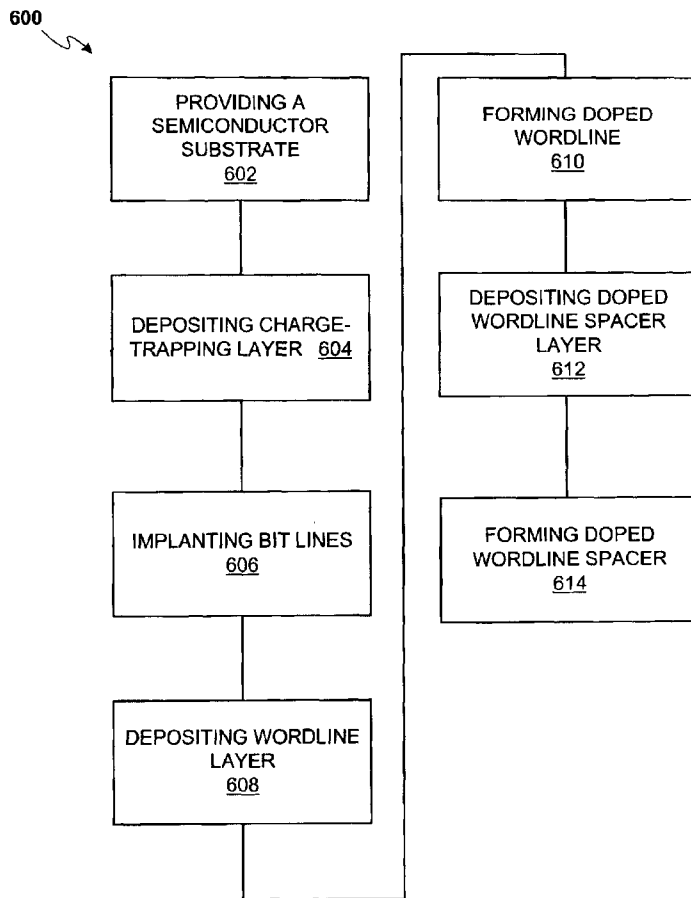 600
PROVIDING A
SEMICONDUCTOR
SUBSTRATE
602
DEPOSITING CHARGE-
TRAPPING LAYER 604
IMPLANTING BIT LINES
606
DEPOSITING WORDLINE
LAYER
608
FORMING DOPED
WORDLINE
610
DEPOSITING DOPED
WORDLINE SPACER
LAYER
612
FORMING DOPED
WORDLINE SPACER
614